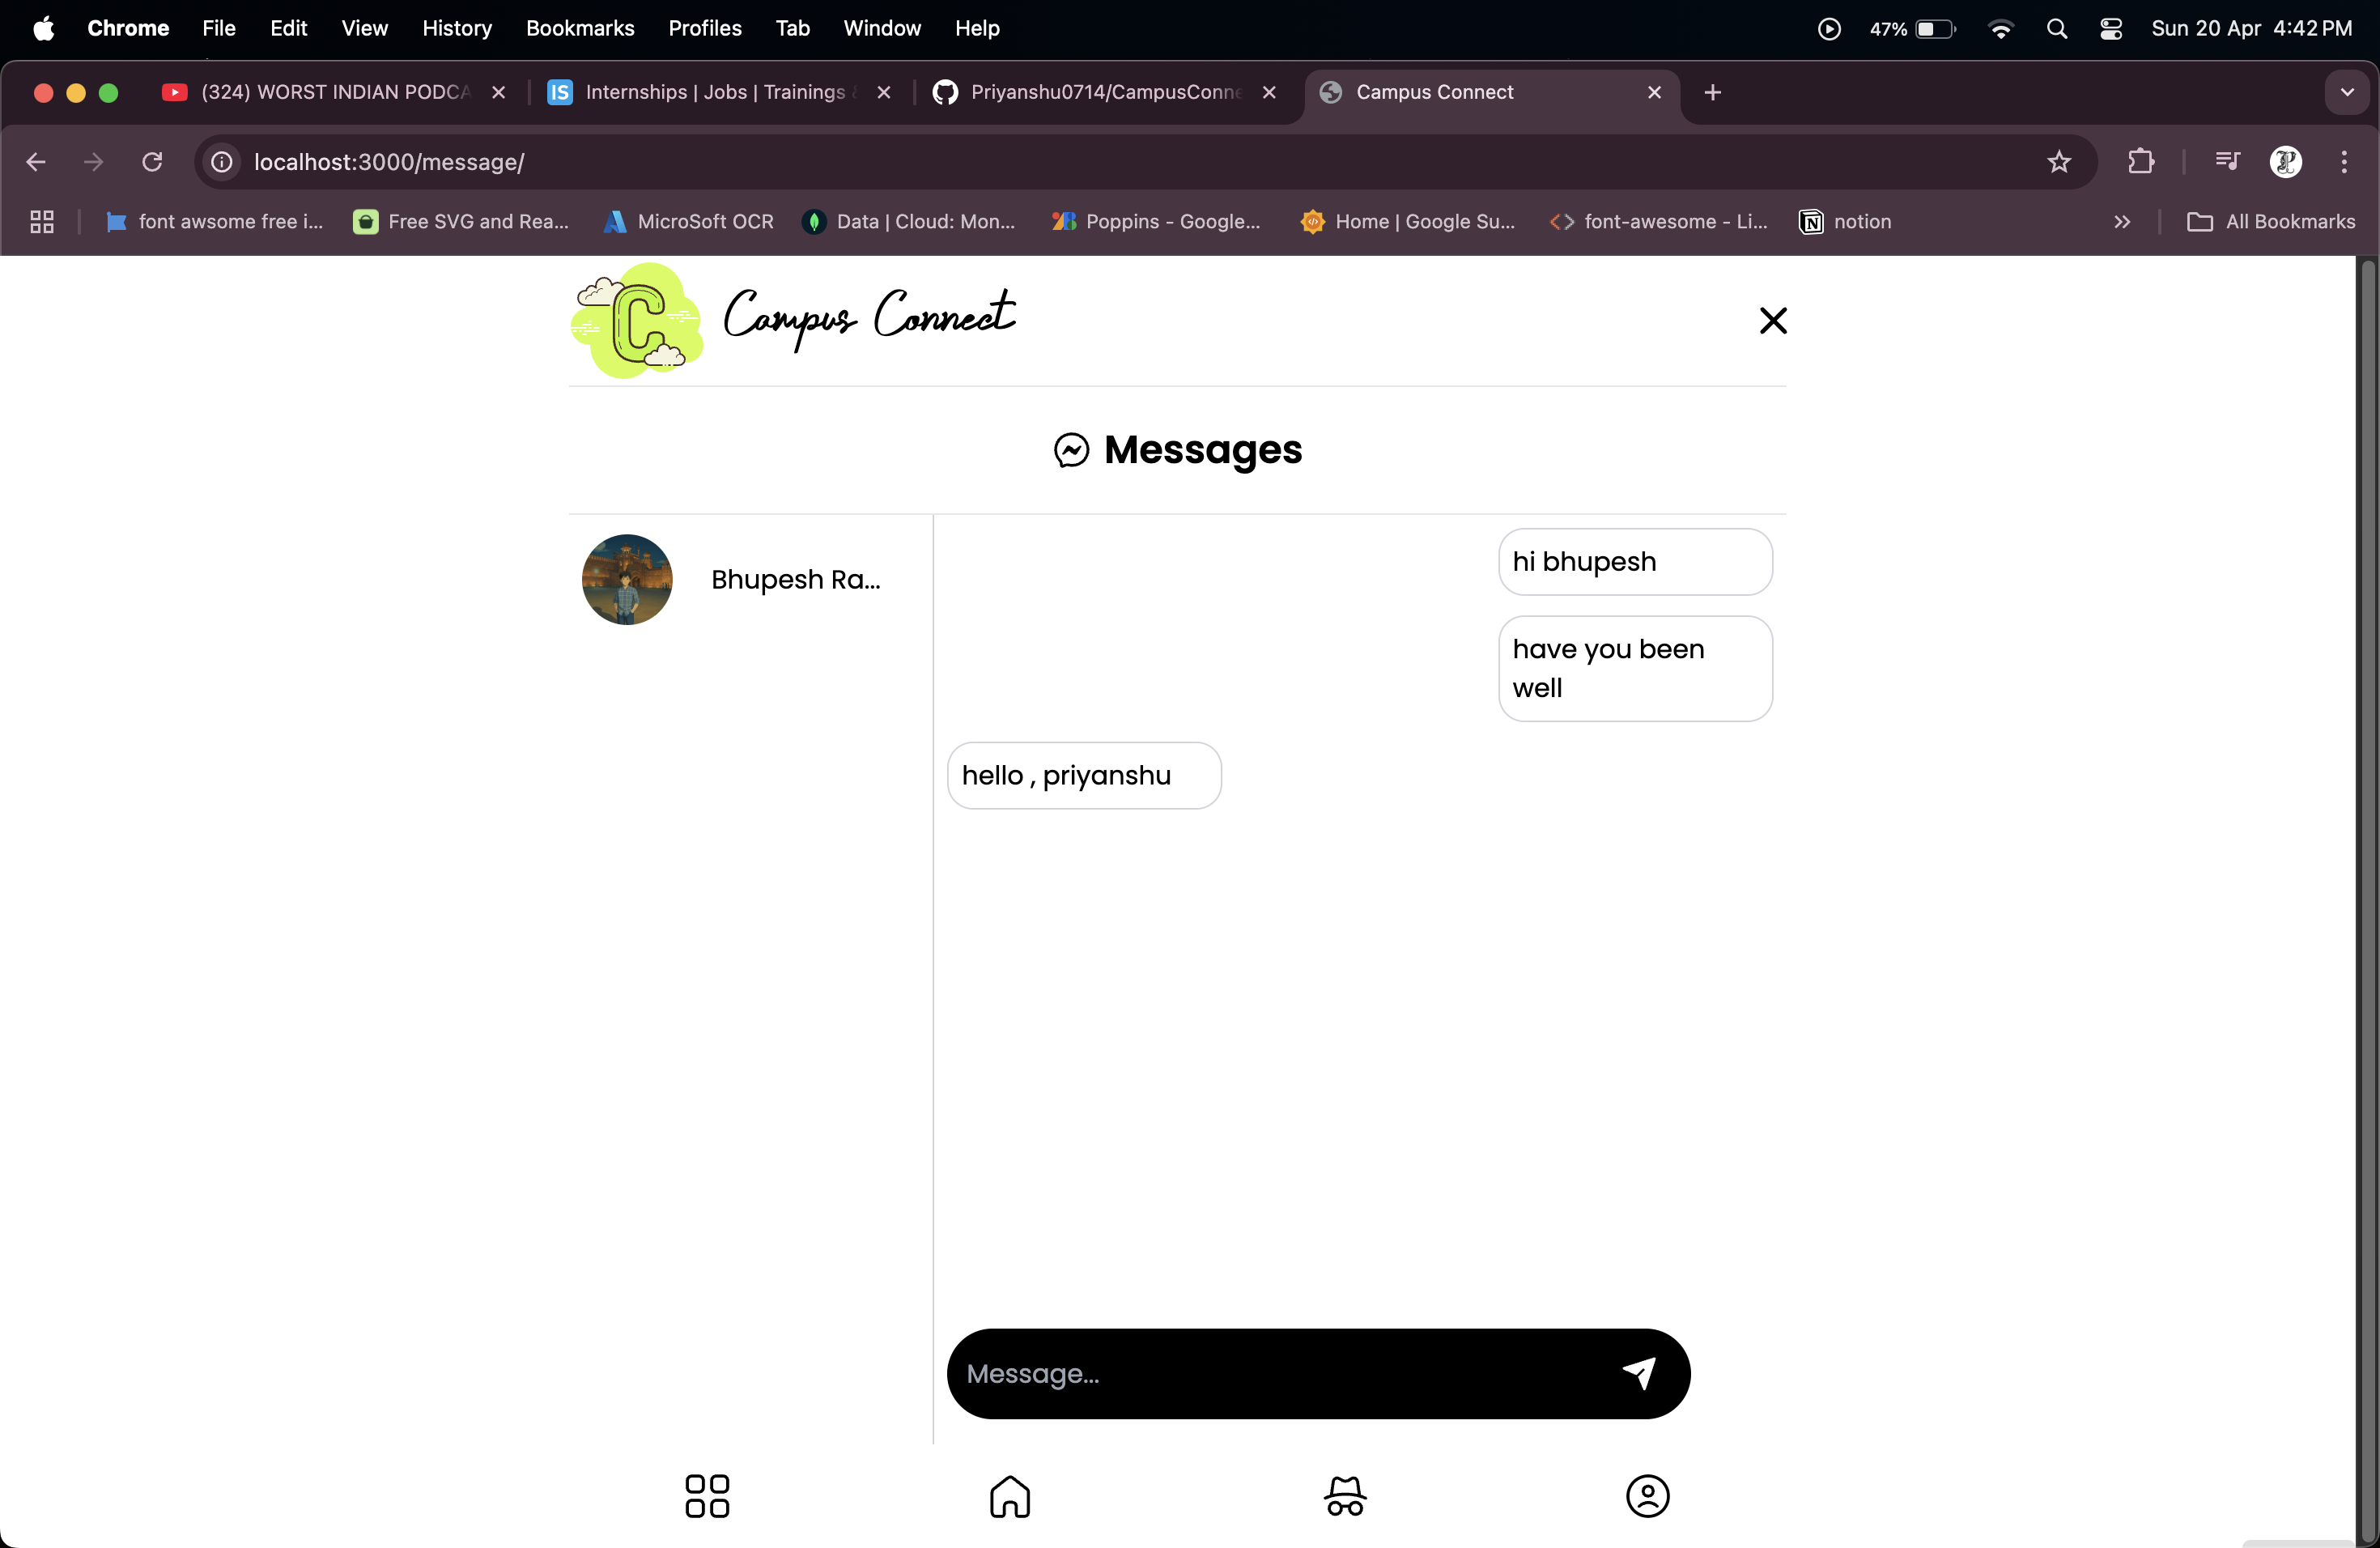 Chrome File Edit View History Bookmarks Profiles Tab Window Help 47% Sun 20 Apr 4:42 PM
(324) WORST INDIAN PODCA IS Internships | Jobs | Trainings Priyanshu0714/CampusConne Campus Connect
localhost:3000/message/
font awsome free i... Free SVG and Rea... MicroSoft OCR Data | Cloud: Mon... Poppins - Google... Home | Google Su... font-awesome - Li... notion All Bookmarks
C Campus Connect
Messages
Bhupesh Ra...
hi bhupesh
have you been
well
hello , priyanshu
Message...